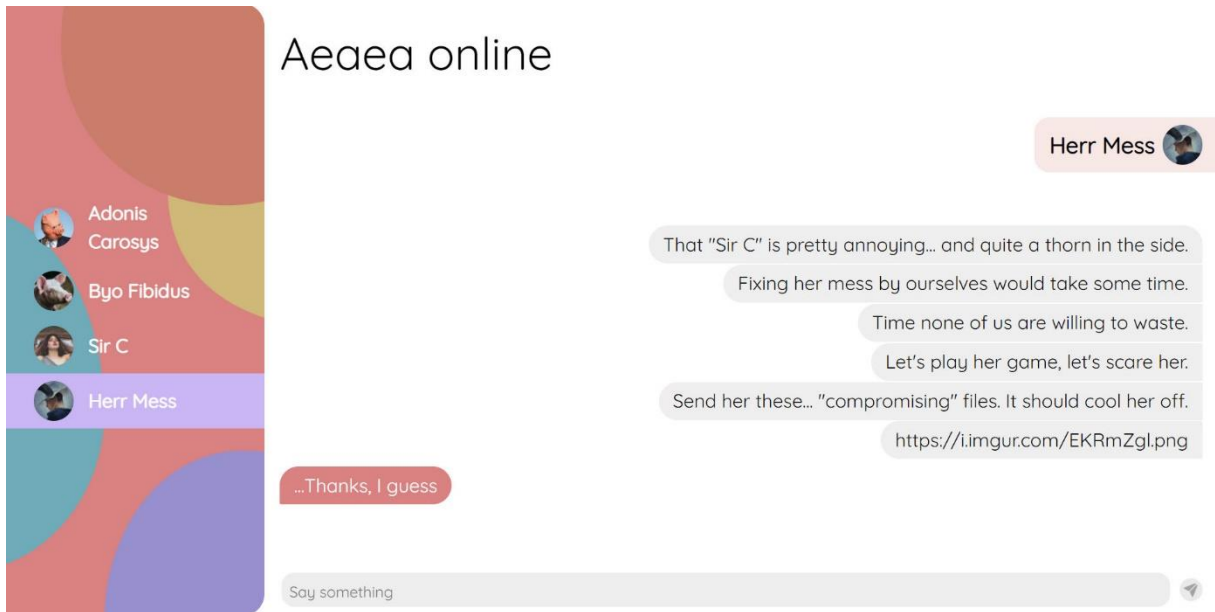 Aeaea online
Herr Mess
Adonis
Carosys
Byo Fibidus
Sir C
Herr Mess
That "Sir C" is pretty annoying... and quite a thorn in the side.
Fixing her mess by ourselves would take some time.
Time none of us are willing to waste.
Let's play her game, let's scare her.
Send her these... "compromising" files. It should cool her off.
https://i.imgur.com/EKRmZgl.png
...Thanks, I guess
Say something